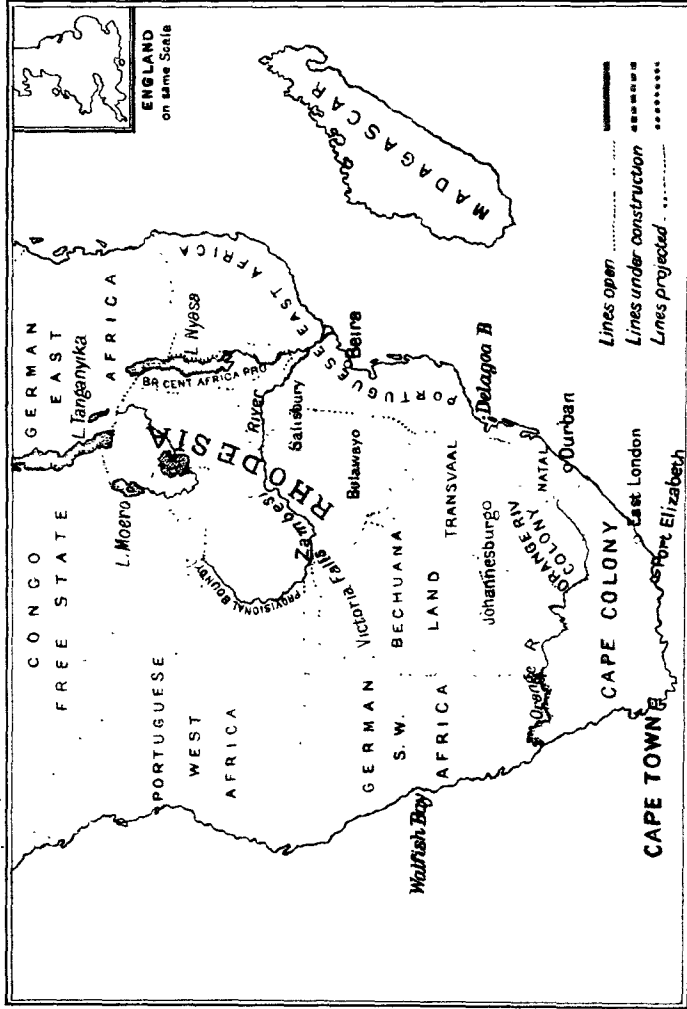 ENGLAND
on same Scale
CONGO
FREE STATE
GERMAN
EAST
AFRICA
L. Tanganyika
L. Moero
L. Nyasa
BR CENT AFRICA PRO
RHODESIA
PORTUGUESE EAST AFRICA
MADAGASCAR
PORTUGUESE
WEST
AFRICA
PROVISIONAL BOUNDY
Zambesi
River
Salisbury
Victoria Falls
Bulawayo
Beira
PORTUGUESE
GERMAN
S. W.
AFRICA
BECHUANA
LAND
TRANSVAAL
Delagoa B
Walfish Bay
Johannesburg
ORANGE RIV
COLONY
NATAL
Durban
Orange R
CAPE COLONY
East London
Port Elizabeth
CAPE TOWN
Lines open
Lines under construction
Lines projected